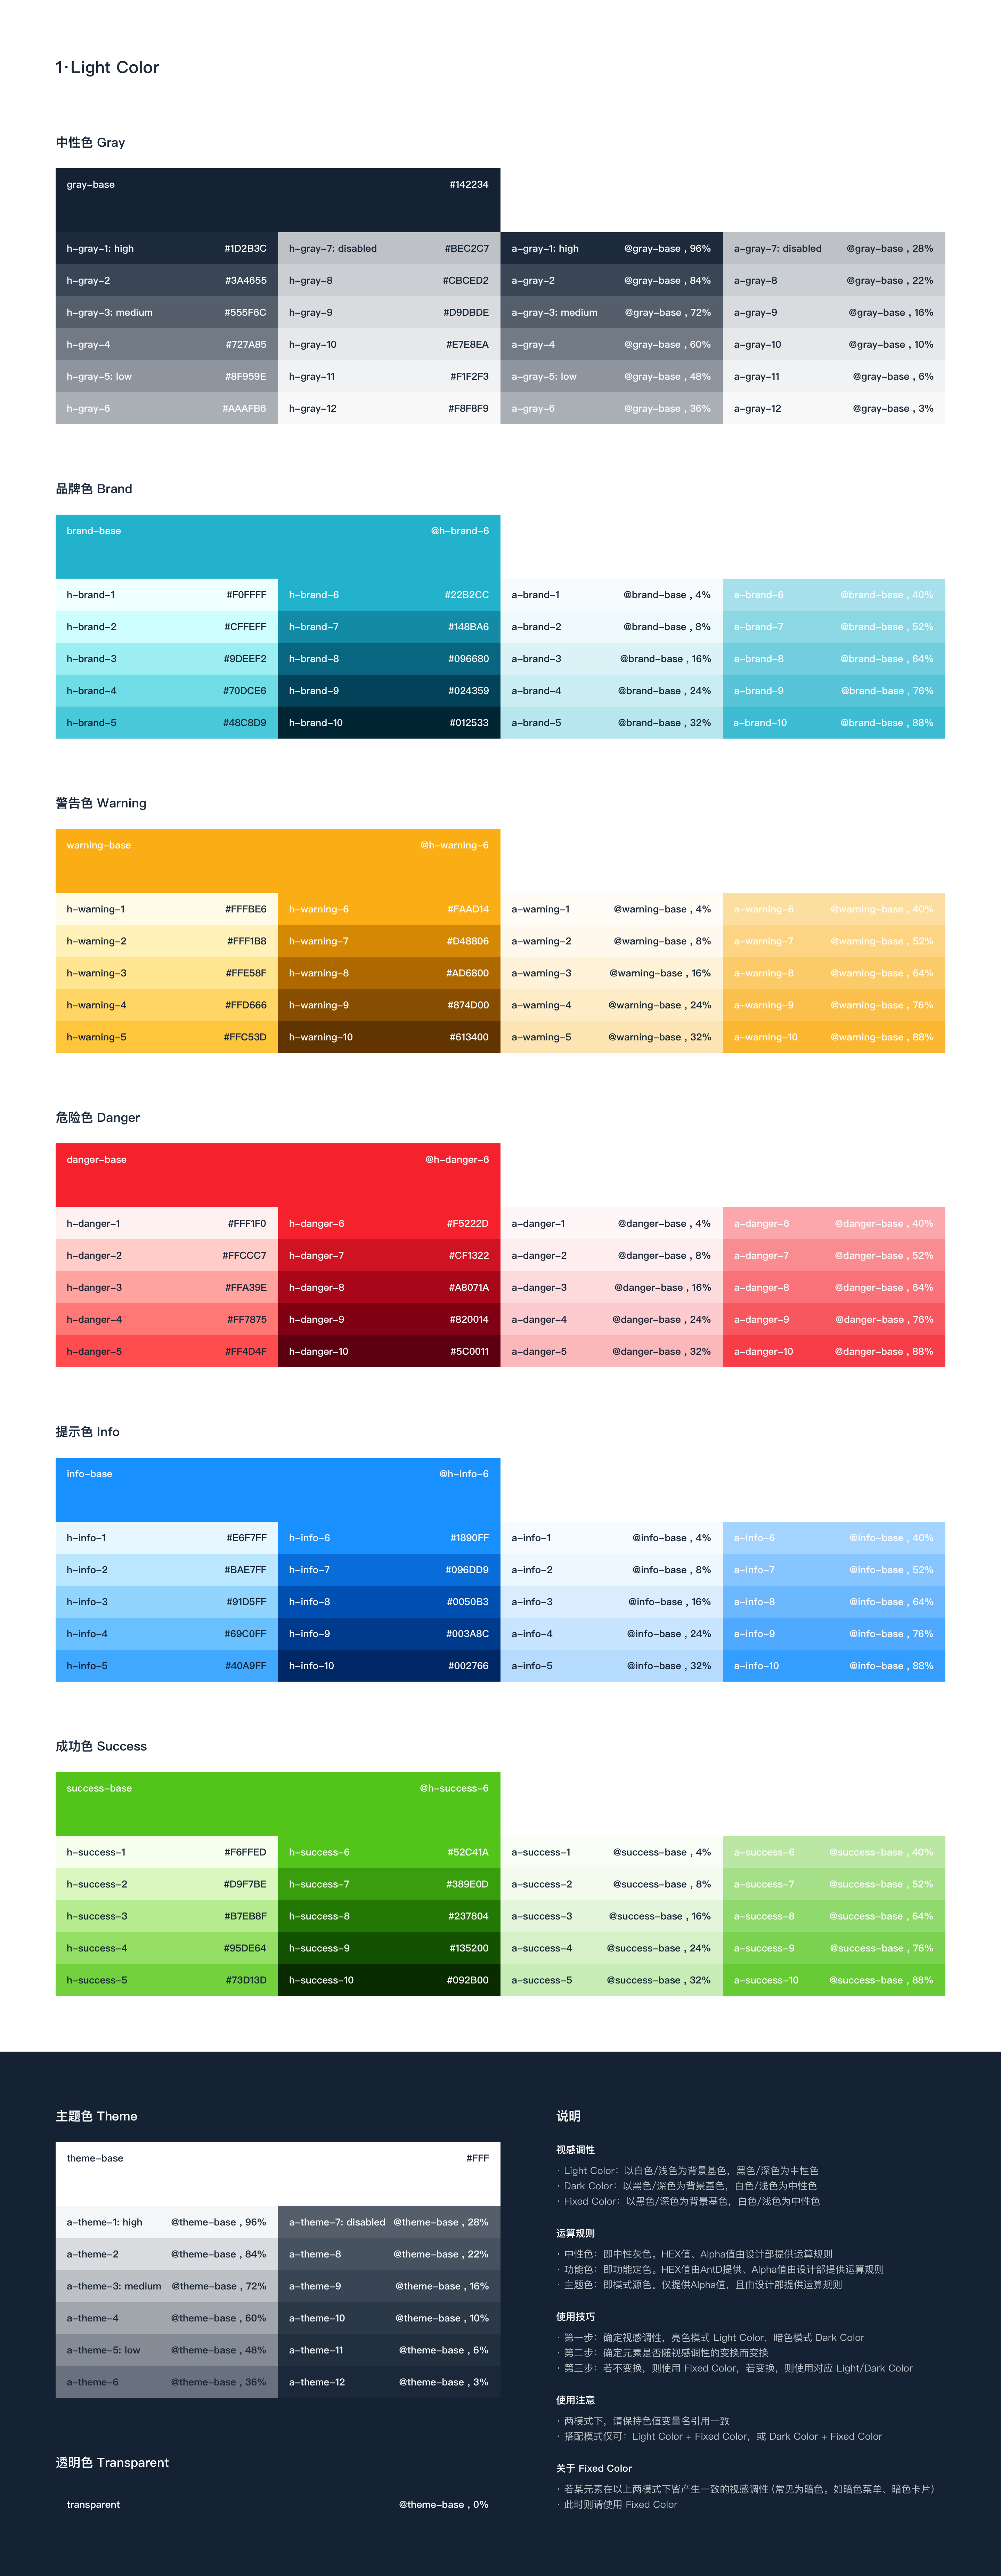 1·Light Color
中性色 Gray
gray-base #142234
h-gray-1: high #1D2B3C h-gray-7: disabled #BEC2C7 a-gray-1: high @gray-base , 96% a-gray-7: disabled @gray-base , 28%
h-gray-2 #3A4655 h-gray-8 #CBCED2 a-gray-2 @gray-base , 84% a-gray-8 @gray-base , 22%
h-gray-3: medium #555F6C h-gray-9 #D9DBDE a-gray-3: medium @gray-base , 72% a-gray-9 @gray-base , 16%
h-gray-4 #727A85 h-gray-10 #E7E8EA a-gray-4 @gray-base , 60% a-gray-10 @gray-base , 10%
h-gray-5: low #8F959E h-gray-11 #F1F2F3 a-gray-5: low @gray-base , 48% a-gray-11 @gray-base , 6%
h-gray-6 #AAAFB6 h-gray-12 #F8F8F9 a-gray-6 @gray-base , 36% a-gray-12 @gray-base , 3%
品牌色 Brand
brand-base @h-brand-6
h-brand-1 #F0FFFF h-brand-6 #22B2CC a-brand-1 @brand-base , 4% a-brand-6 @brand-base , 40%
h-brand-2 #CFFEFF h-brand-7 #148BA6 a-brand-2 @brand-base , 8% a-brand-7 @brand-base , 52%
h-brand-3 #9DEEF2 h-brand-8 #096680 a-brand-3 @brand-base , 16% a-brand-8 @brand-base , 64%
h-brand-4 #70DCE6 h-brand-9 #024359 a-brand-4 @brand-base , 24% a-brand-9 @brand-base , 76%
h-brand-5 #48C8D9 h-brand-10 #012533 a-brand-5 @brand-base , 32% a-brand-10 @brand-base , 88%
警告色 Warning
warning-base @h-warning-6
h-warning-1 #FFFBE6 h-warning-6 #FAAD14 a-warning-1 @warning-base , 4% a-warning-6 @warning-base , 40%
h-warning-2 #FFF1B8 h-warning-7 #D48806 a-warning-2 @warning-base , 8% a-warning-7 @warning-base , 52%
h-warning-3 #FFE58F h-warning-8 #AD6800 a-warning-3 @warning-base , 16% a-warning-8 @warning-base , 64%
h-warning-4 #FFD666 h-warning-9 #874D00 a-warning-4 @warning-base , 24% a-warning-9 @warning-base , 76%
h-warning-5 #FFC53D h-warning-10 #613400 a-warning-5 @warning-base , 32% a-warning-10 @warning-base , 88%
危险色 Danger
danger-base @h-danger-6
h-danger-1 #FFF1F0 h-danger-6 #F5222D a-danger-1 @danger-base , 4% a-danger-6 @danger-base , 40%
h-danger-2 #FFCCC7 h-danger-7 #CF1322 a-danger-2 @danger-base , 8% a-danger-7 @danger-base , 52%
h-danger-3 #FFA39E h-danger-8 #A8071A a-danger-3 @danger-base , 16% a-danger-8 @danger-base , 64%
h-danger-4 #FF7875 h-danger-9 #820014 a-danger-4 @danger-base , 24% a-danger-9 @danger-base , 76%
h-danger-5 #FF4D4F h-danger-10 #5C0011 a-danger-5 @danger-base , 32% a-danger-10 @danger-base , 88%
提示色 Info
info-base @h-info-6
h-info-1 #E6F7FF h-info-6 #1890FF a-info-1 @info-base , 4% a-info-6 @info-base , 40%
h-info-2 #BAE7FF h-info-7 #096DD9 a-info-2 @info-base , 8% a-info-7 @info-base , 52%
h-info-3 #91D5FF h-info-8 #0050B3 a-info-3 @info-base , 16% a-info-8 @info-base , 64%
h-info-4 #69C0FF h-info-9 #003A8C a-info-4 @info-base , 24% a-info-9 @info-base , 76%
h-info-5 #40A9FF h-info-10 #002766 a-info-5 @info-base , 32% a-info-10 @info-base , 88%
成功色 Success
success-base @h-success-6
h-success-1 #F6FFED h-success-6 #52C41A a-success-1 @success-base , 4% a-success-6 @success-base , 40%
h-success-2 #D9F7BE h-success-7 #389E0D a-success-2 @success-base , 8% a-success-7 @success-base , 52%
h-success-3 #B7EB8F h-success-8 #237804 a-success-3 @success-base , 16% a-success-8 @success-base , 64%
h-success-4 #95DE64 h-success-9 #135200 a-success-4 @success-base , 24% a-success-9 @success-base , 76%
h-success-5 #73D13D h-success-10 #092B00 a-success-5 @success-base , 32% a-success-10 @success-base , 88%
主题色 Theme
theme-base #FFF
a-theme-1: high @theme-base , 96% a-theme-7: disabled @theme-base , 28%
a-theme-2 @theme-base , 84% a-theme-8 @theme-base , 22%
a-theme-3: medium @theme-base , 72% a-theme-9 @theme-base , 16%
a-theme-4 @theme-base , 60% a-theme-10 @theme-base , 10%
a-theme-5: low @theme-base , 48% a-theme-11 @theme-base , 6%
a-theme-6 @theme-base , 36% a-theme-12 @theme-base , 3%
透明色 Transparent
transparent @theme-base , 0%
说明
视感调性
· Light Color：以白色/浅色为背景基色，黑色/深色为中性色
· Dark Color：以黑色/深色为背景基色，白色/浅色为中性色
· Fixed Color：以黑色/深色为背景基色，白色/浅色为中性色
运算规则
· 中性色：即中性灰色。HEX值、Alpha值由设计部提供运算规则
· 功能色：即功能定色。HEX值由AntD提供、Alpha值由设计部提供运算规则
· 主题色：即模式源色。仅提供Alpha值，且由设计部提供运算规则
使用技巧
· 第一步：确定视感调性，亮色模式 Light Color，暗色模式 Dark Color
· 第二步：确定元素是否随视感调性的变换而变换
· 第三步：若不变换，则使用 Fixed Color，若变换，则使用对应 Light/Dark Color
使用注意
· 两模式下，请保持色值变量名引用一致
· 搭配模式仅可：Light Color + Fixed Color，或 Dark Color + Fixed Color
关于 Fixed Color
· 若某元素在以上两模式下皆产生一致的视感调性 (常见为暗色。如暗色菜单、暗色卡片)
· 此时则请使用 Fixed Color